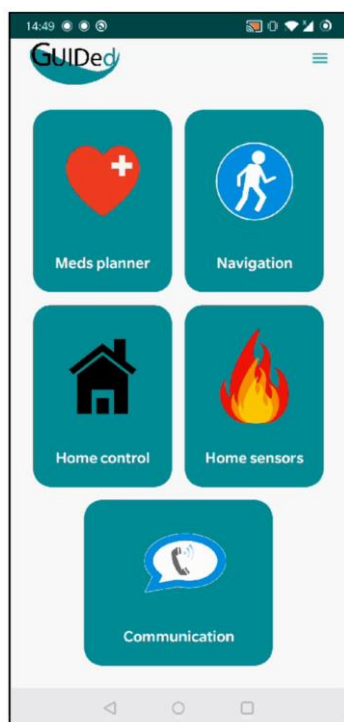 14:49
GUIDed
Meds planner
Navigation
Home control
Home sensors
Communication